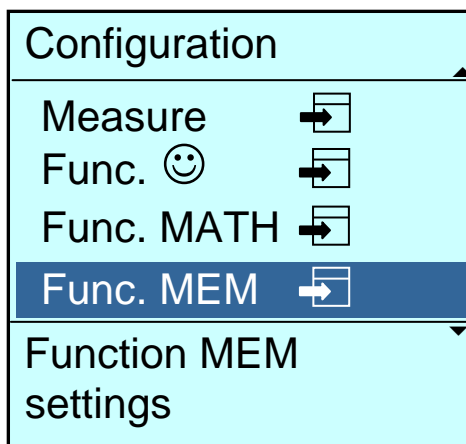 Configuration
Measure
Func. ☺
Func. MATH
Func. MEM
Function MEM
settings